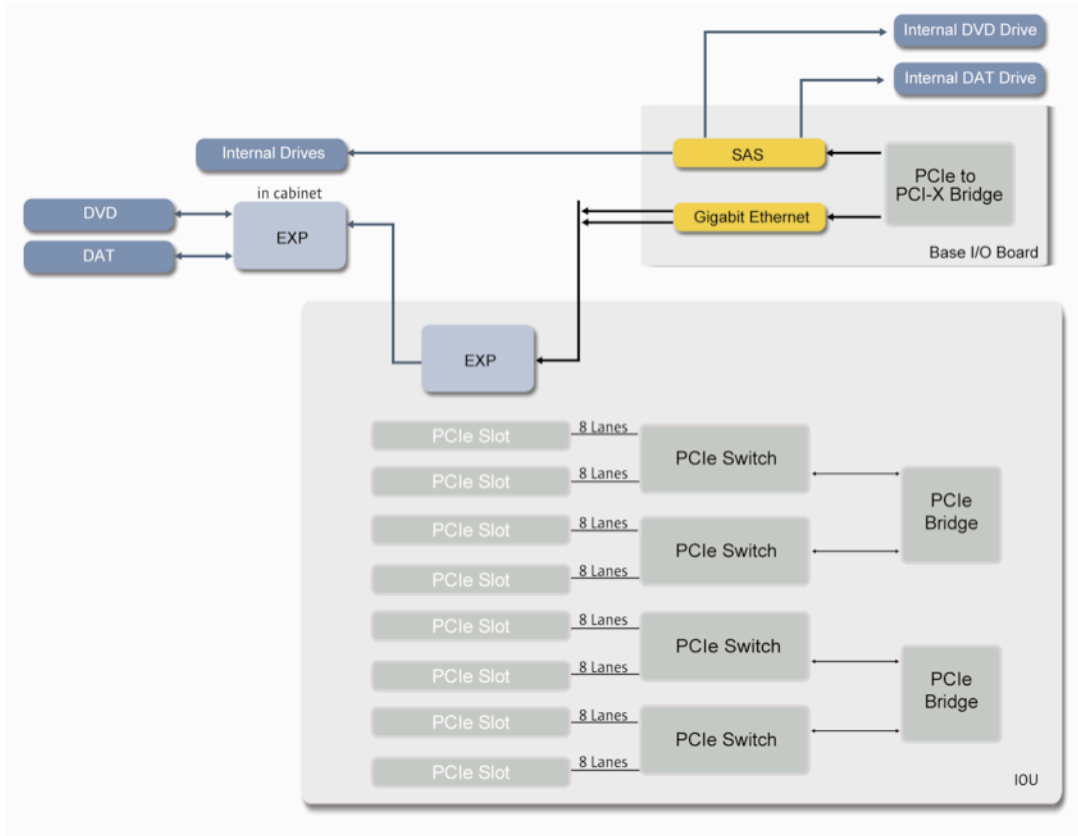 Internal DVD Drive
Internal DAT Drive
Internal Drives
SAS
PCIe to
PCI-X Bridge
in cabinet
DVD
EXP
Gigabit Ethernet
DAT
Base I/O Board
EXP
PCIe Slot
8 Lanes
PCIe Switch
PCIe Slot
8 Lanes
PCIe Bridge
PCIe Slot
8 Lanes
PCIe Switch
PCIe Slot
8 Lanes
PCIe Slot
8 Lanes
PCIe Switch
PCIe Slot
8 Lanes
PCIe
Bridge
PCIe Slot
8 Lanes
PCIe Switch
PCIe Slot
8 Lanes
IOU